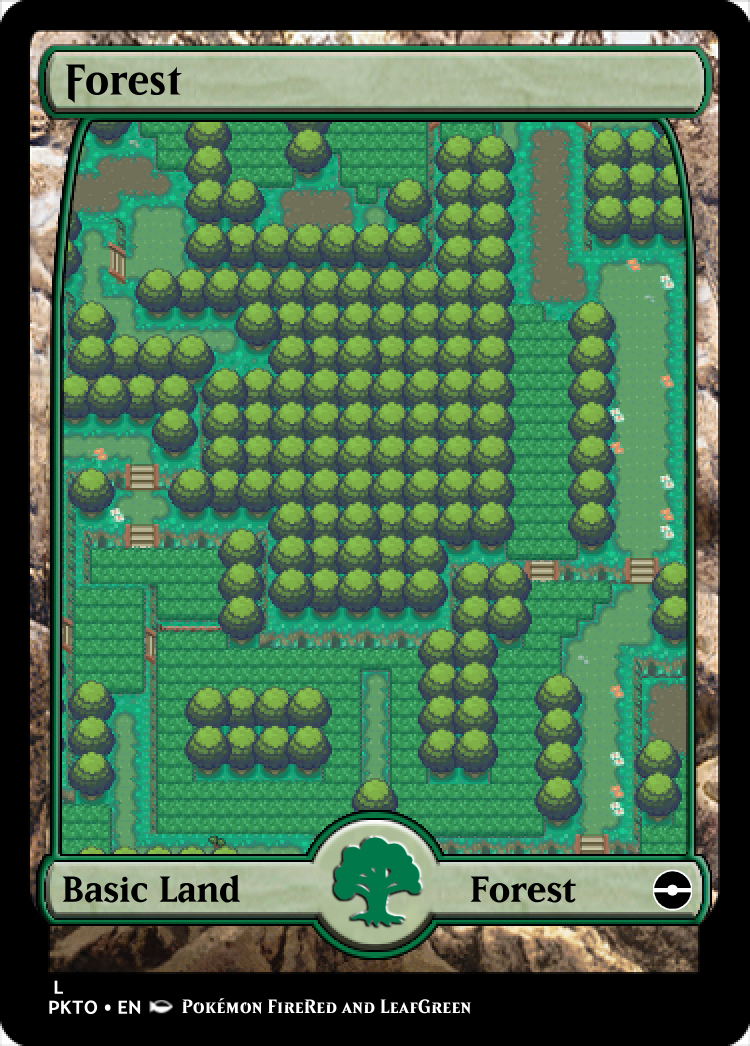 Forest
Basic Land Forest
L
PKTO • EN Pokémon FireRed and LeafGreen